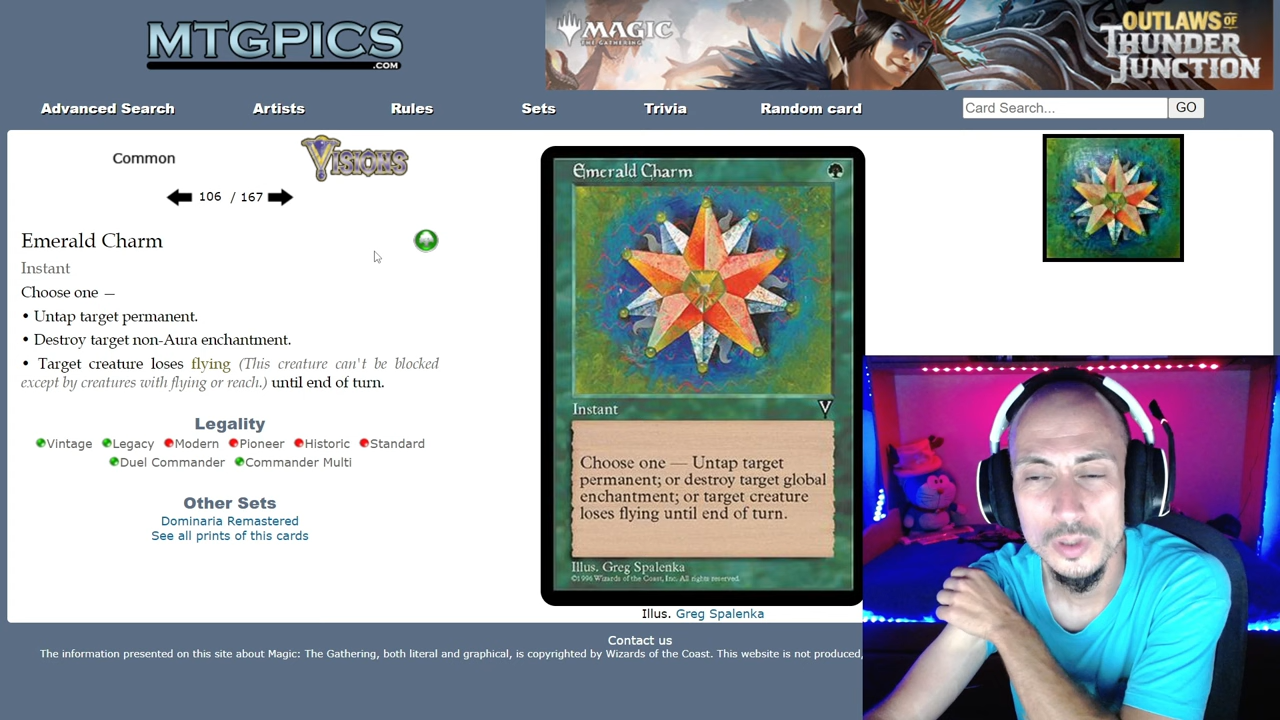 MTGPICS
.COM
MAGIC
THE GATHERING
OUTLAWS OF
THUNDER
JUNCTION
Advanced Search
Artists
Rules
Sets
Trivia
Random card
Card Search...
GO
Common
VISIONS
106 / 167
Emerald Charm
Instant
Choose one —
• Untap target permanent.
• Destroy target non-Aura enchantment.
• Target creature loses flying (This creature can't be blocked
except by creatures with flying or reach.) until end of turn.
Legality
Vintage Legacy Modern Pioneer Historic Standard
Duel Commander Commander Multi
Other Sets
Dominaria Remastered
See all prints of this cards
Emerald Charm
Instant
V
Choose one — Untap target
permanent; or destroy target global
enchantment; or target creature
loses flying until end of turn.
Illus. Greg Spalenka
©1996 Wizards of the Coast, Inc. All rights reserved.
Illus. Greg Spalenka
Contact us
The information presented on this site about Magic: The Gathering, both literal and graphical, is copyrighted by Wizards of the Coast. This website is not produced,